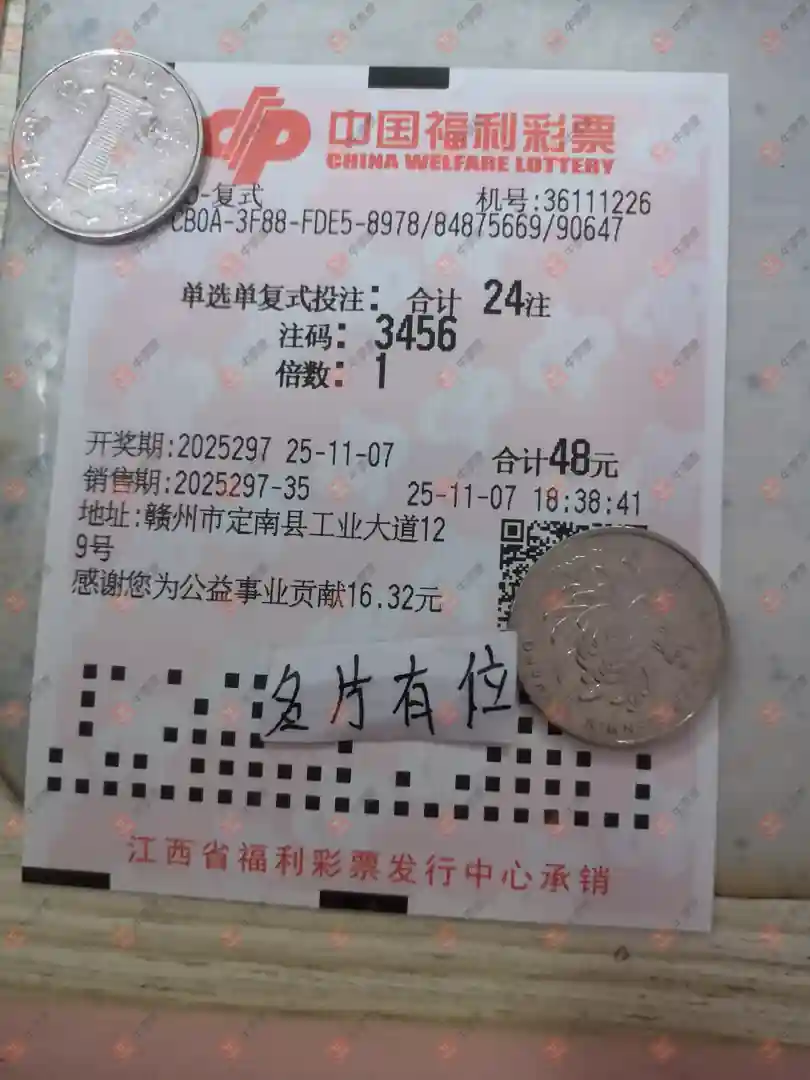 中国福利彩票
CHINA WELFARE LOTTERY
D-复式 机号:36111226
CB0A-3F88-FDE5-8978/84875669/90647
单选单复式投注: 合计 24注
注码: 3456
倍数: 1
开奖期:2025297 25-11-07 合计48元
销售期:2025297-35 25-11-07 18:38:41
地址:赣州市定南县工业大道12
9号
感谢您为公益事业贡献16.32元
名片有位
江西省福利彩票发行中心承销